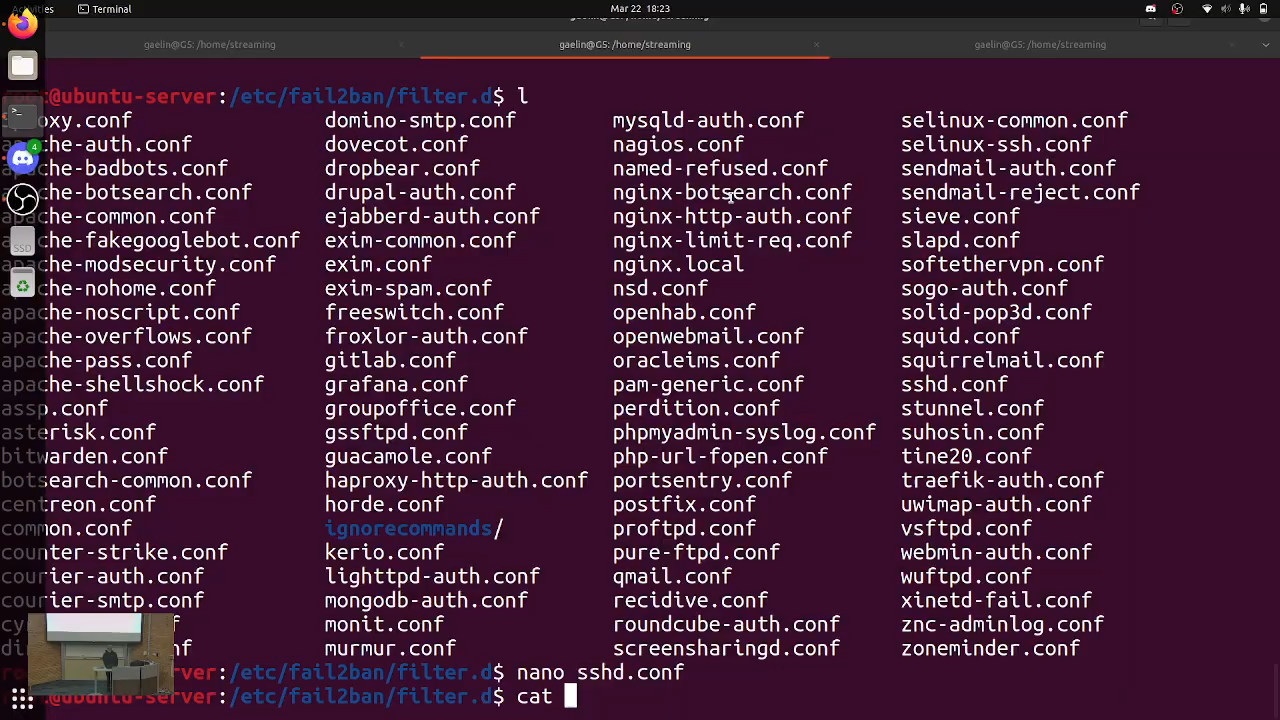 Activities Terminal Mar 22 18:23
gaelin@G5: /home/streaming × gaelin@G5: /home/streaming × gaelin@G5: /home/streaming ×
@ubuntu-server:/etc/fail2ban/filter.d$ l
oxy.conf domino-smtp.conf mysqld-auth.conf selinux-common.conf
che-auth.conf dovecot.conf nagios.conf selinux-ssh.conf
apache-badbots.conf dropbear.conf named-refused.conf sendmail-auth.conf
che-botsearch.conf drupal-auth.conf nginx-botsearch.conf sendmail-reject.conf
che-common.conf ejabberd-auth.conf nginx-http-auth.conf sieve.conf
che-fakegooglebot.conf exim-common.conf nginx-limit-req.conf slapd.conf
che-modsecurity.conf exim.conf nginx.local softethervpn.conf
che-nohome.conf exim-spam.conf nsd.conf sogo-auth.conf
apache-noscript.conf freeswitch.conf openhab.conf solid-pop3d.conf
apache-overflows.conf froxlor-auth.conf openwebmail.conf squid.conf
apache-pass.conf gitlab.conf oracleims.conf squirrelmail.conf
apache-shellshock.conf grafana.conf pam-generic.conf sshd.conf
assp.conf groupoffice.conf perdition.conf stunnel.conf
asterisk.conf gssftpd.conf phpmyadmin-syslog.conf suhosin.conf
bitwarden.conf guacamole.conf php-url-fopen.conf tine20.conf
botsearch-common.conf haproxy-http-auth.conf portsentry.conf traefik-auth.conf
centreon.conf horde.conf postfix.conf uwimap-auth.conf
common.conf ignorecommands/ proftpd.conf vsftpd.conf
counter-strike.conf kerio.conf pure-ftpd.conf webmin-auth.conf
courier-auth.conf lighttpd-auth.conf qmail.conf wuftpd.conf
courier-smtp.conf mongodb-auth.conf recidive.conf xinetd-fail.conf
cy monit.conf roundcube-auth.conf znc-adminlog.conf
di murmur.conf screensharingd.conf zoneminder.conf
server:/etc/fail2ban/filter.d$ nano sshd.conf
server:/etc/fail2ban/filter.d$ cat
4
SSD